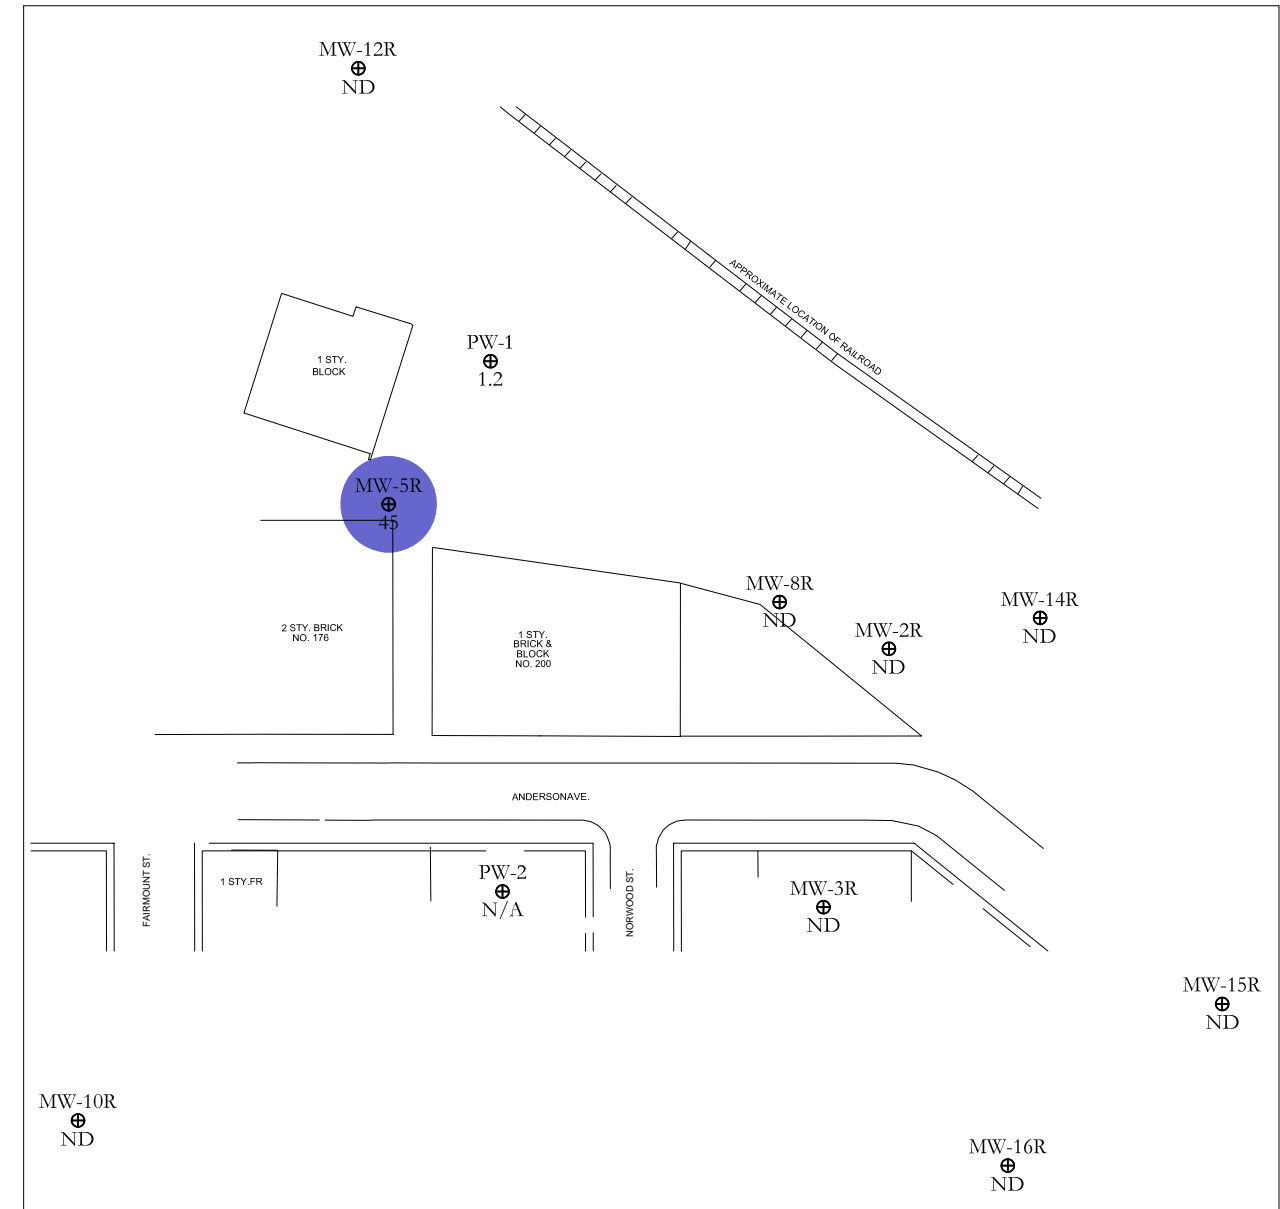 MW-12R
ND
APPROXIMATE LOCATION OF RAILROAD
PW-1
1.2
1 STY.
BLOCK
MW-5R
45
MW-8R
ND
MW-14R
ND
MW-2R
ND
2 STY. BRICK
NO. 176
1 STY.
BRICK &
BLOCK
NO. 200
ANDERSONAVE.
FAIRMOUNT ST.
1 STY.FR
PW-2
N/A
NORWOOD ST.
MW-3R
ND
MW-15R
ND
MW-10R
ND
MW-16R
ND